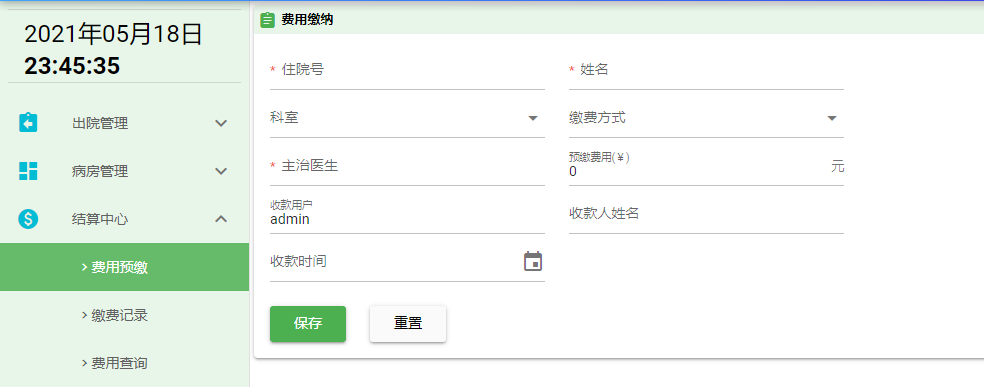 2021年05月18日
23:45:35
出院管理
病房管理
结算中心
> 费用预缴
> 缴费记录
> 费用查询
费用缴纳
* 住院号
* 姓名
科室
缴费方式
* 主治医生
预缴费用(￥)
0
元
收款用户
admin
收款人姓名
收款时间
保存
重置